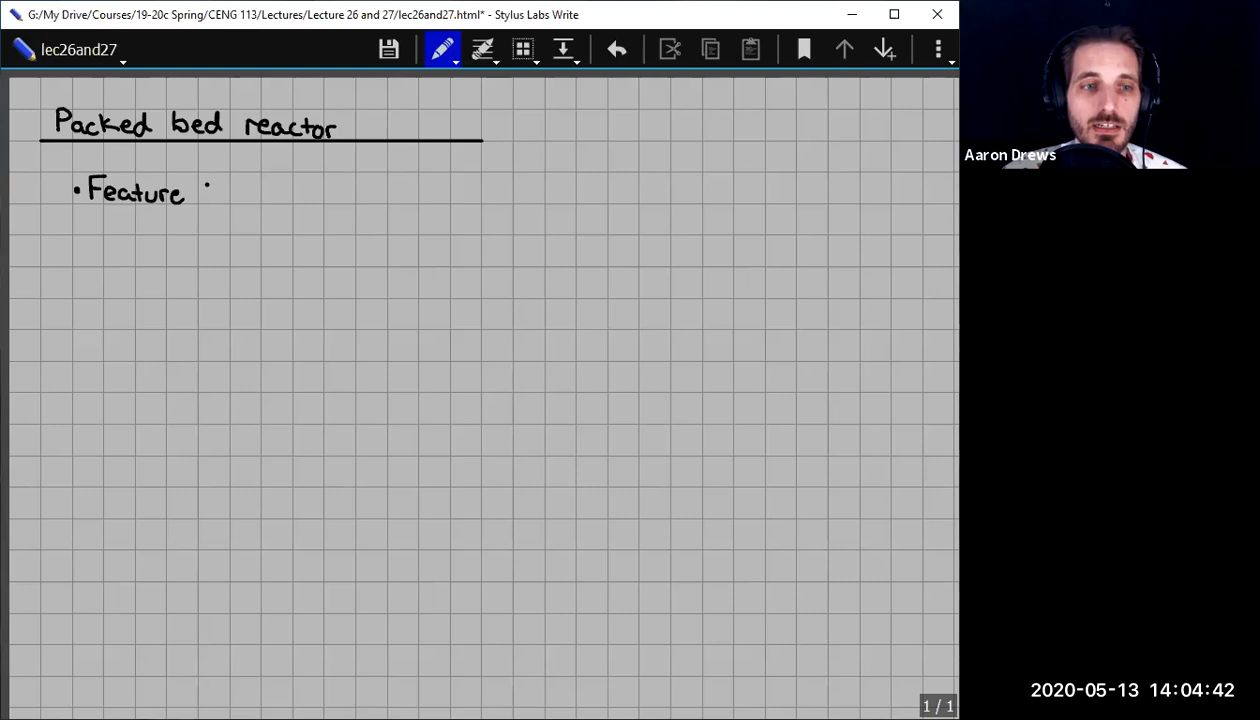 G:/My Drive/Courses/19-20c Spring/CENG 113/Lectures/Lecture 26 and 27/lec26and27.html* - Stylus Labs Write
lec26and27
Packed bed reactor
• Feature
Aaron Drews
2020-05-13 14:04:42
1 / 1